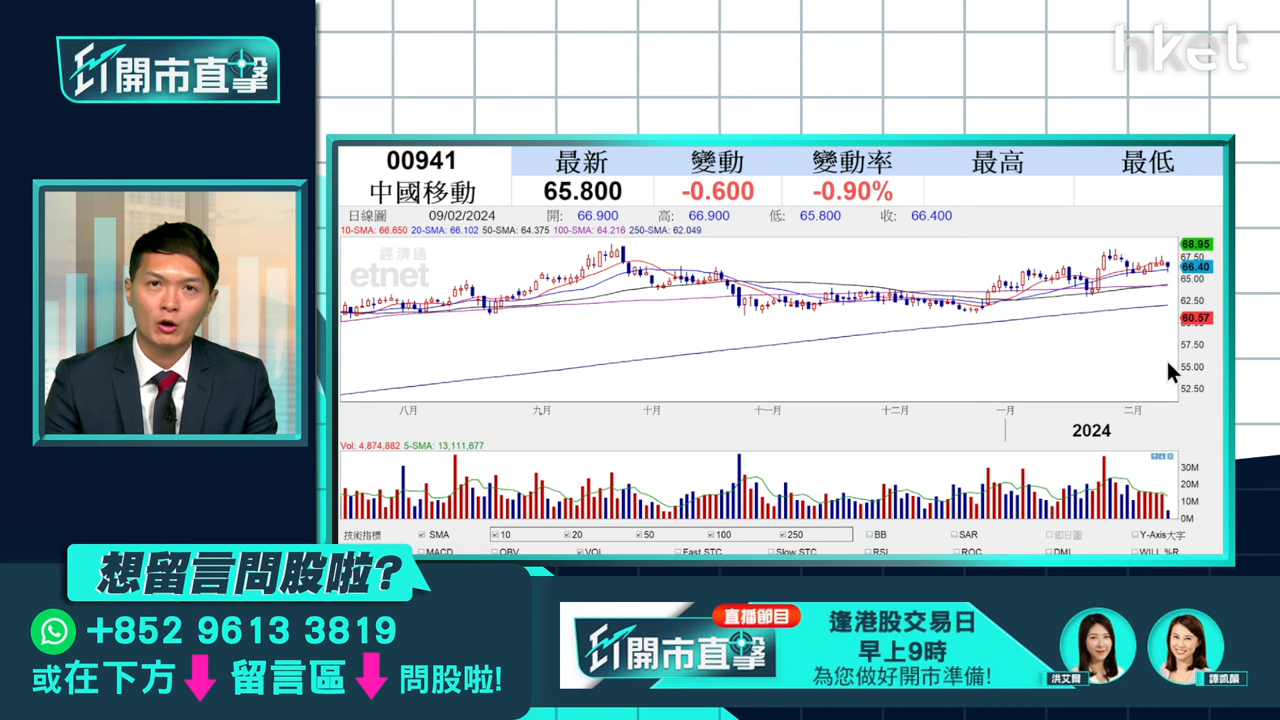 開市直擊
hket
00941
最新
變動
變動率
最高
最低
中國移動
65.800
-0.600
-0.90%
日線圖
09/02/2024
開: 66.900
高: 66.900
低: 65.800
收: 66.400
10-SMA: 66.650 20-SMA: 66.102 50-SMA: 64.375 100-SMA: 64.216 250-SMA: 62.049
經濟通
etnet
68.95
67.50
66.40
65.00
62.50
60.57
57.50
55.00
52.50
八月
九月
十月
十一月
十二月
一月
二月
2024
Vol: 4,874,882 5-SMA: 13,111,677
30M
20M
10M
0M
技術指標
SMA
10
20
50
100
250
BB
SAR
即日圖
Y-Axis大字
MACD
OBV
VOL
Fast STC
Slow STC
RSI
ROC
DMI
WILL %R
想留言問股啦?
+852 9613 3819
或在下方
留言區
問股啦!
直播節目
開市直擊
逢港股交易日
早上9時
為您做好開市準備!
洪艾爾
譚凱韻